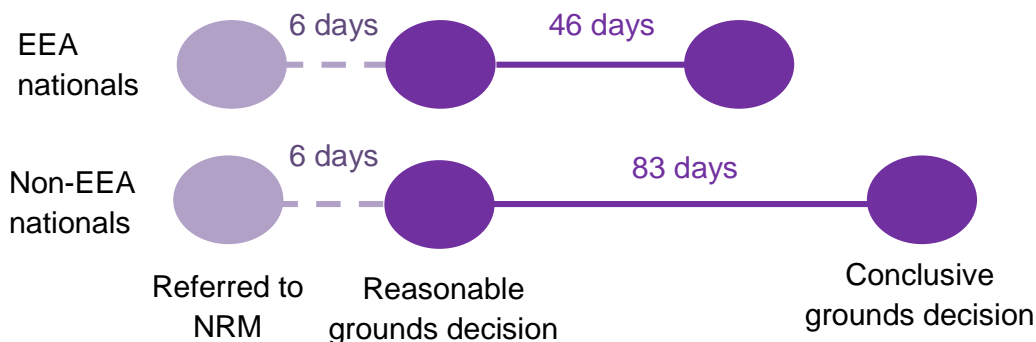 EEA
nationals
6 days
46 days
Non-EEA
nationals
6 days
83 days
Referred to
NRM
Reasonable
grounds decision
Conclusive
grounds decision